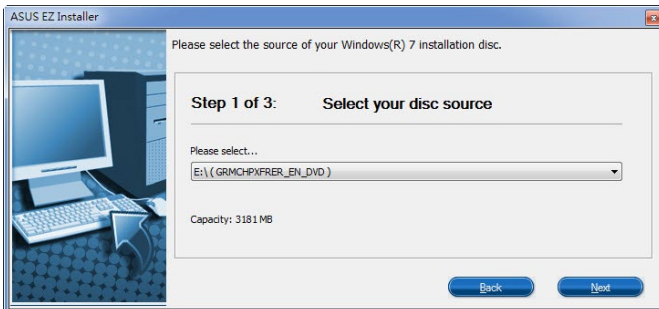 ASUS EZ Installer
Please select the source of your Windows(R) 7 installation disc.
Step 1 of 3: Select your disc source
Please select...
E:\ ( GRMCHPXFRER_EN_DVD )
Capacity: 3181 MB
Back Next